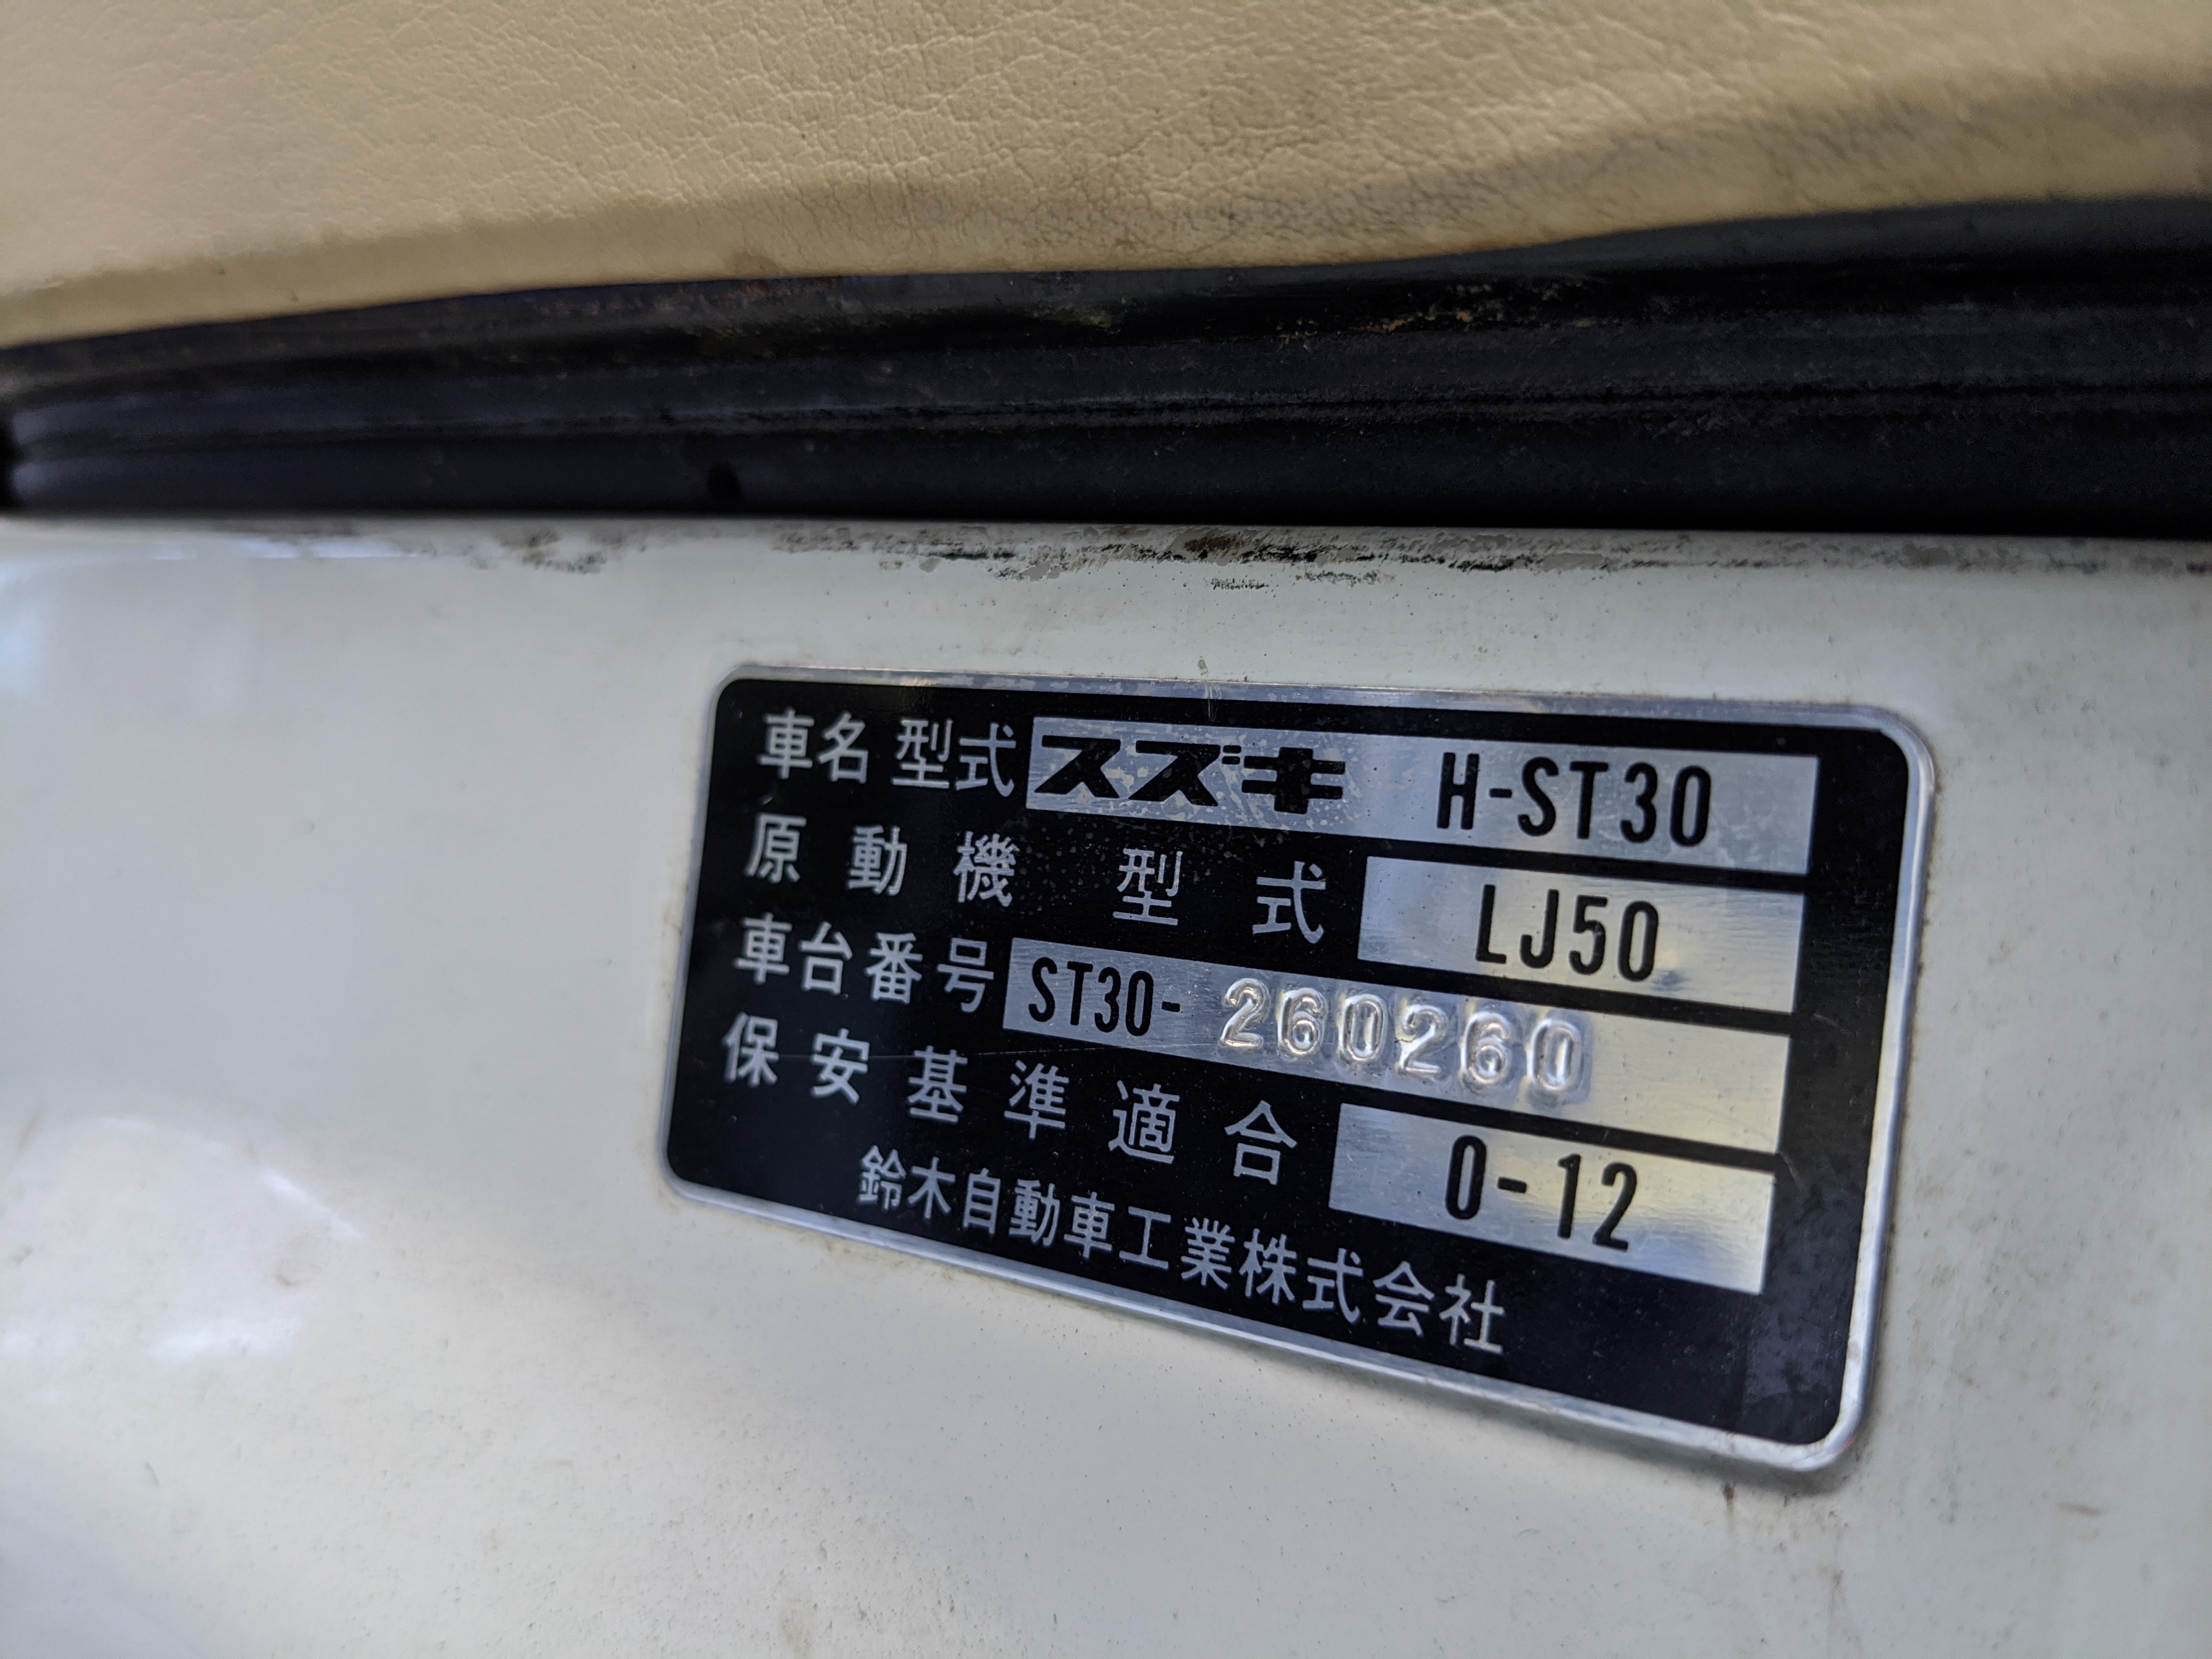 車名 型式 スズキ H-ST30
原動機型式 LJ50
車台番号 ST30-260260
保安基準適合 0-12
鈴木自動車工業株式会社